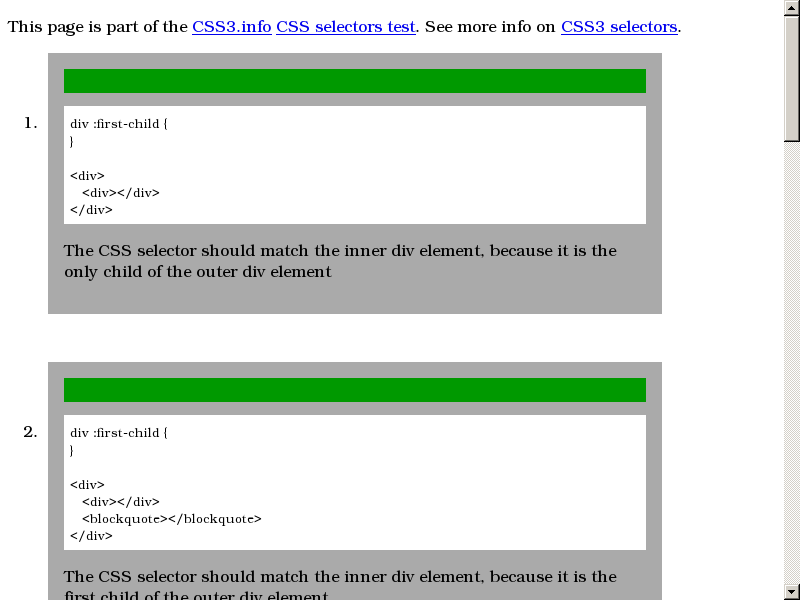 This page is part of the CSS3.info CSS selectors test. See more info on CSS3 selectors.
1.
div :first-child {
}
<div>
<div></div>
</div>
The CSS selector should match the inner div element, because it is the
only child of the outer div element
2.
div :first-child {
}
<div>
<div></div>
<blockquote></blockquote>
</div>
The CSS selector should match the inner div element, because it is the
first child of the outer div element